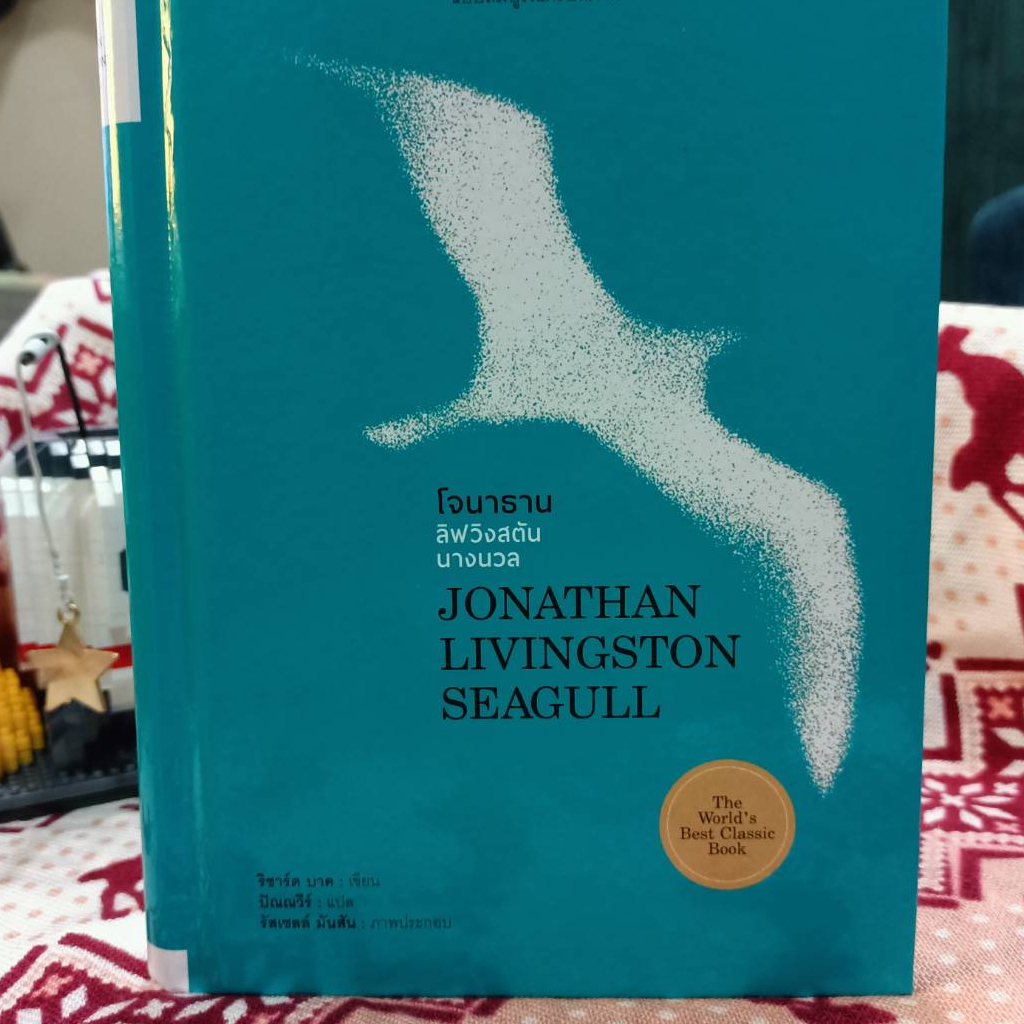 โจนาธาน
ลิฟวิงสตัน
นางนวล
JONATHAN
LIVINGSTON
SEAGULL
The
World's
Best Classic
Book
ริชาร์ด บาค : เขียน
ปัณณวีร์ : แปล
รัสเซลล์ มันสัน : ภาพประกอบ